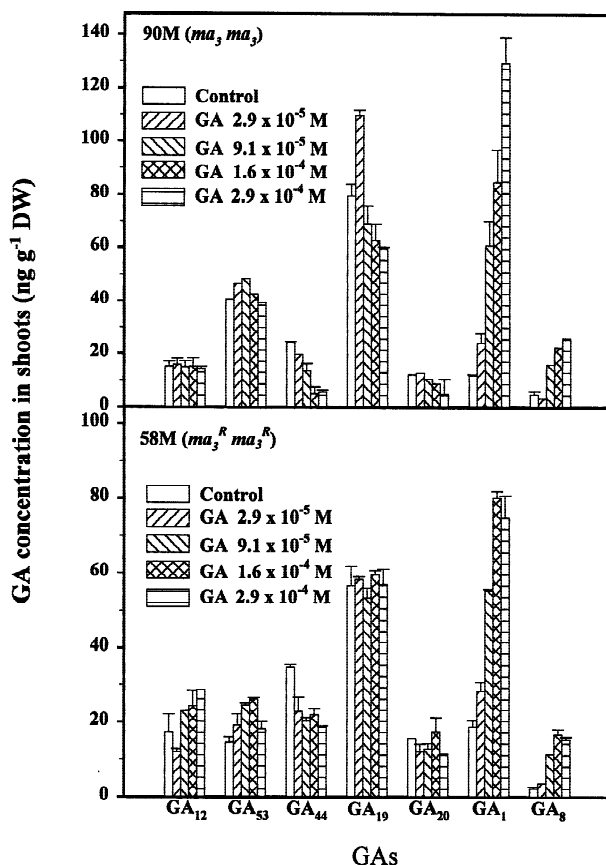 GA concentration in shoots (ng g⁻¹ DW)
140
120
100
80
60
40
20
0
90M (ma₃ ma₃)
Control
GA 2.9 x 10⁻⁵ M
GA 9.1 x 10⁻⁵ M
GA 1.6 x 10⁻⁴ M
GA 2.9 x 10⁻⁴ M
100
80
60
40
20
0
58M (ma₃ᴿ ma₃ᴿ)
Control
GA 2.9 x 10⁻⁵ M
GA 9.1 x 10⁻⁵ M
GA 1.6 x 10⁻⁴ M
GA 2.9 x 10⁻⁴ M
GA₁₂ GA₅₃ GA₄₄ GA₁₉ GA₂₀ GA₁ GA₈
GAs